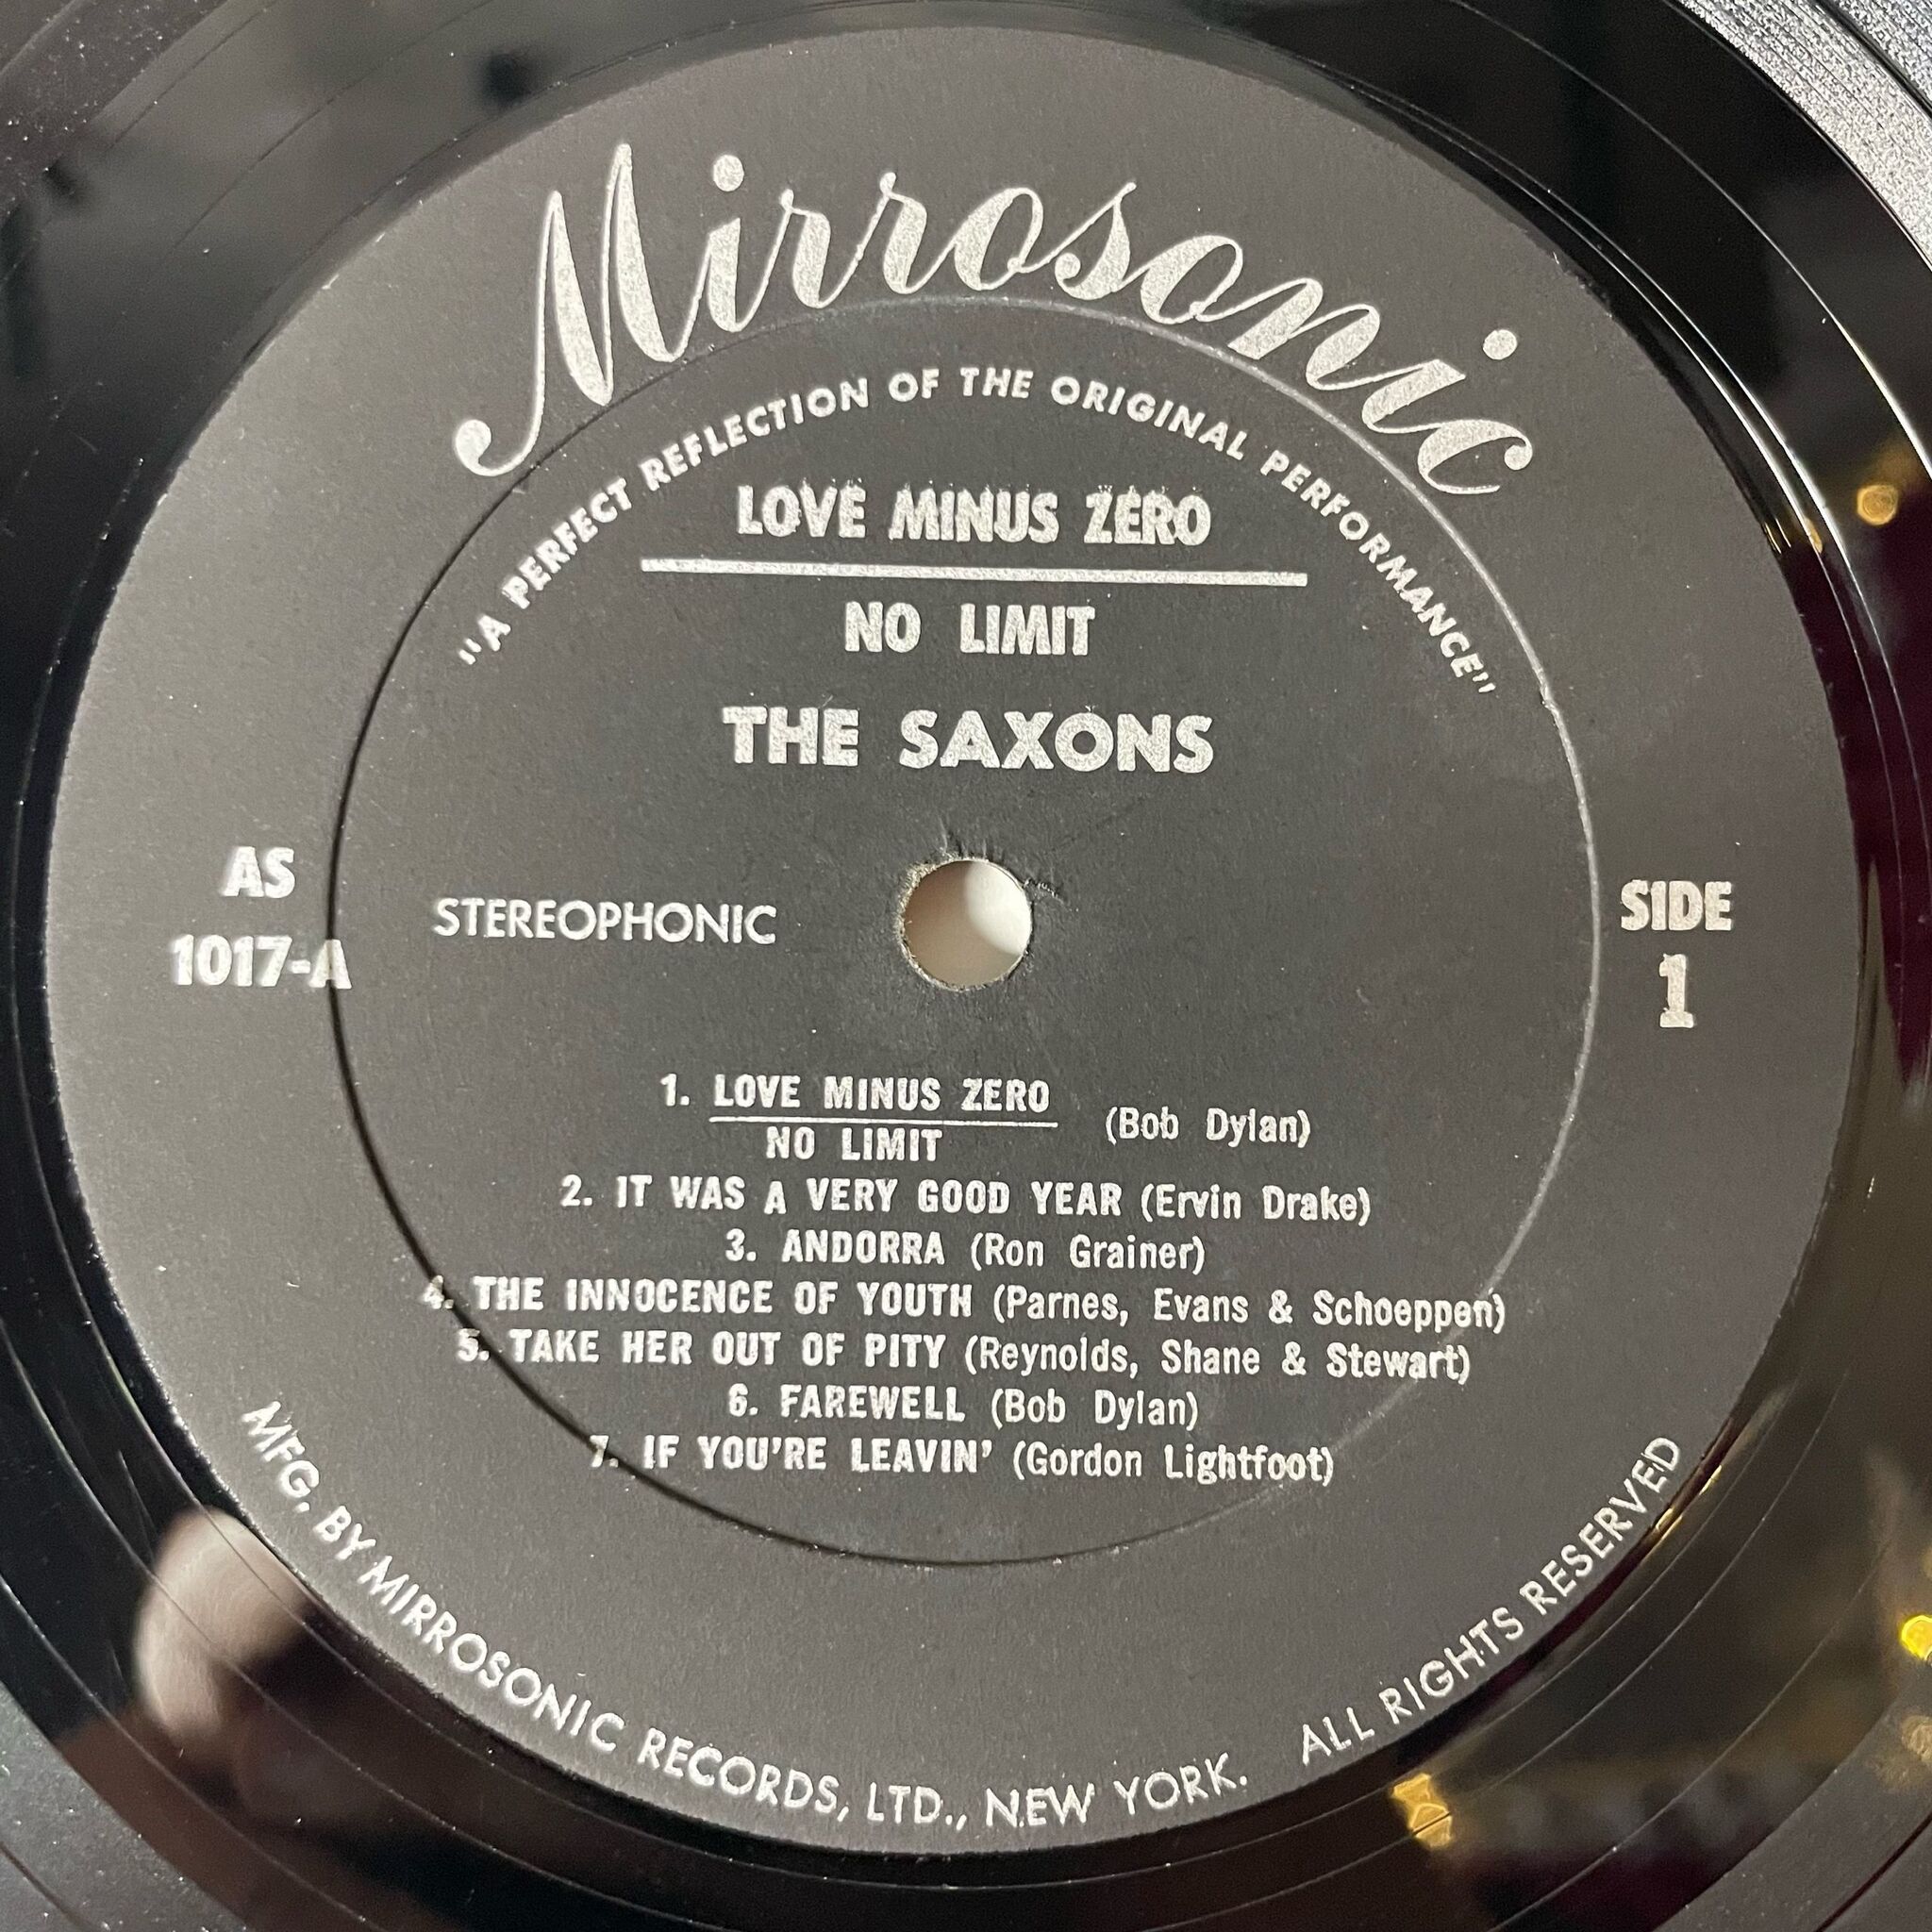 Mirrosonic
"A PERFECT REFLECTION OF THE ORIGINAL PERFORMANCE"
LOVE MINUS ZERO
NO LIMIT
THE SAXONS
AS
1017-A
STEREOPHONIC
SIDE
1
1. LOVE MINUS ZERO (Bob Dylan)
NO LIMIT
2. IT WAS A VERY GOOD YEAR (Ervin Drake)
3. ANDORRA (Ron Grainer)
4. THE INNOCENCE OF YOUTH (Parnes, Evans & Schoeppen)
5. TAKE HER OUT OF PITY (Reynolds, Shane & Stewart)
6. FAREWELL (Bob Dylan)
7. IF YOU'RE LEAVIN' (Gordon Lightfoot)
MFG. BY MIRROSONIC RECORDS, LTD., NEW YORK. ALL RIGHTS RESERVED